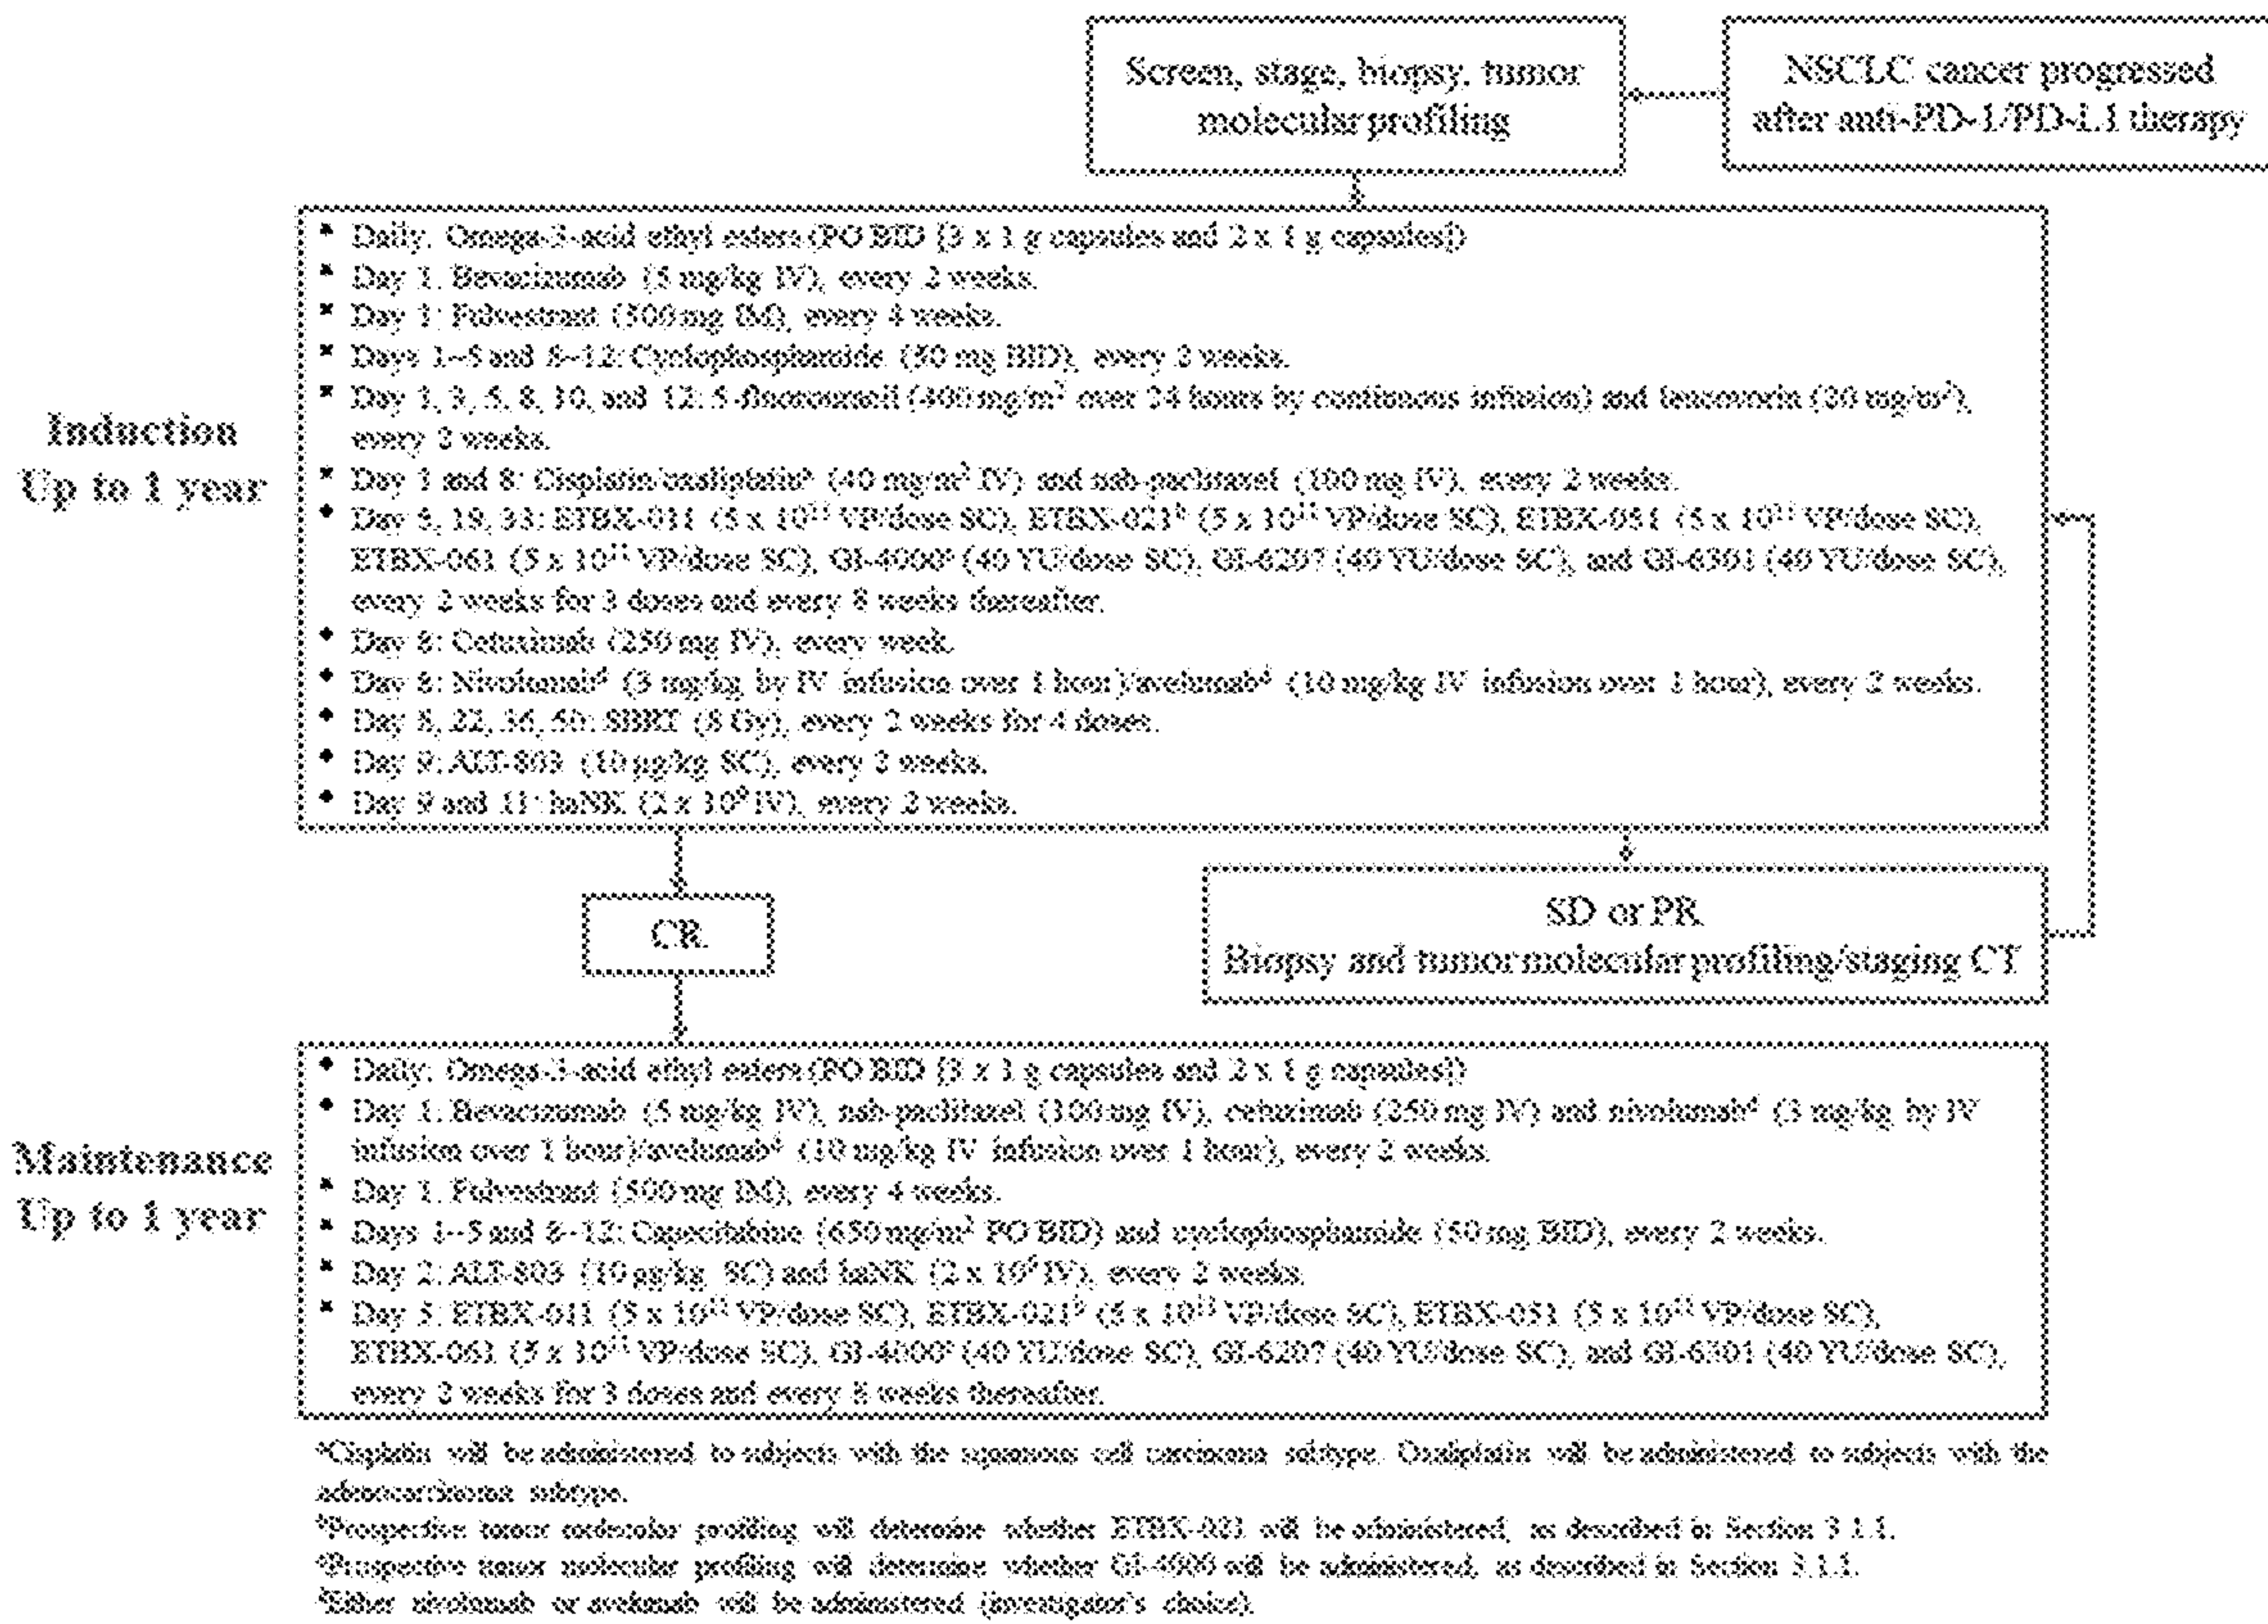 Screen, stage, biopsy, tumor
molecular profiling
NSCLC cancer progressed
after anti-PD-1/PD-L1 therapy
Induction
Up to 1 year
• Daily: Omega-3-acid ethyl esters (PO BID [3 x 1 g capsules and 2 x 1 g capsules])
• Day 1: Bevacizumab (5 mg/kg IV), every 2 weeks.
• Day 1: Fulvestrant (500 mg IM), every 4 weeks.
• Days 1-5 and 8-12: Cyclophosphamide (50 mg BID), every 2 weeks.
• Day 1, 3, 5, 8, 10, and 12: 5-fluorouracil (400 mg/m² over 24 hours by continuous infusion) and leucovorin (20 mg/m²),
every 2 weeks.
• Day 1 and 8: Cisplatin/oxaliplatinᵃ (40 mg/m² IV) and nab-paclitaxel (100 mg IV), every 2 weeks.
• Day 5, 19, 33: ETBX-011 (5 x 10¹¹ VP/dose SC), ETBX-021ᵇ (5 x 10¹¹ VP/dose SC), ETBX-051 (5 x 10¹¹ VP/dose SC),
ETBX-061 (5 x 10¹¹ VP/dose SC), GI-4000ᶜ (40 YU/dose SC), GI-6207 (40 YU/dose SC), and GI-6301 (40 YU/dose SC),
every 2 weeks for 3 doses and every 8 weeks thereafter.
• Day 8: Cetuximab (250 mg IV), every week.
• Day 8: Nivolumabᵈ (3 mg/kg by IV infusion over 1 hour)/avelumabᵈ (10 mg/kg IV infusion over 1 hour), every 2 weeks.
• Day 8, 22, 36, 50: SBRT (8 Gy), every 2 weeks for 4 doses.
• Day 9: ALT-803 (10 µg/kg SC), every 2 weeks.
• Day 9 and 11: haNK (2 x 10⁹ IV), every 2 weeks.
CR
SD or PR
Biopsy and tumor molecular profiling/staging CT
Maintenance
Up to 1 year
• Daily: Omega-3-acid ethyl esters (PO BID [3 x 1 g capsules and 2 x 1 g capsules])
• Day 1: Bevacizumab (5 mg/kg IV), nab-paclitaxel (100 mg IV), cetuximab (250 mg IV) and nivolumabᵈ (3 mg/kg by IV
infusion over 1 hour)/avelumabᵈ (10 mg/kg IV infusion over 1 hour), every 2 weeks.
• Day 1: Fulvestrant (500 mg IM), every 4 weeks.
• Days 1-5 and 8-12: Capecitabine (650 mg/m² PO BID) and cyclophosphamide (50 mg BID), every 2 weeks.
• Day 2: ALT-803 (10 µg/kg SC) and haNK (2 x 10⁹ IV), every 2 weeks.
• Day 5: ETBX-011 (5 x 10¹¹ VP/dose SC), ETBX-021ᵇ (5 x 10¹¹ VP/dose SC), ETBX-051 (5 x 10¹¹ VP/dose SC),
ETBX-061 (5 x 10¹¹ VP/dose SC), GI-4000ᶜ (40 YU/dose SC), GI-6207 (40 YU/dose SC), and GI-6301 (40 YU/dose SC),
every 2 weeks for 3 doses and every 8 weeks thereafter.
ᵃCisplatin will be administered to subjects with the squamous cell carcinoma subtype. Oxaliplatin will be administered to subjects with the
adenocarcinoma subtype.
ᵇProspective tumor molecular profiling will determine whether ETBX-021 will be administered, as described in Section 3.1.1.
ᶜProspective tumor molecular profiling will determine whether GI-4000 will be administered, as described in Section 3.1.1.
ᵈEither nivolumab or avelumab will be administered (investigator's choice).